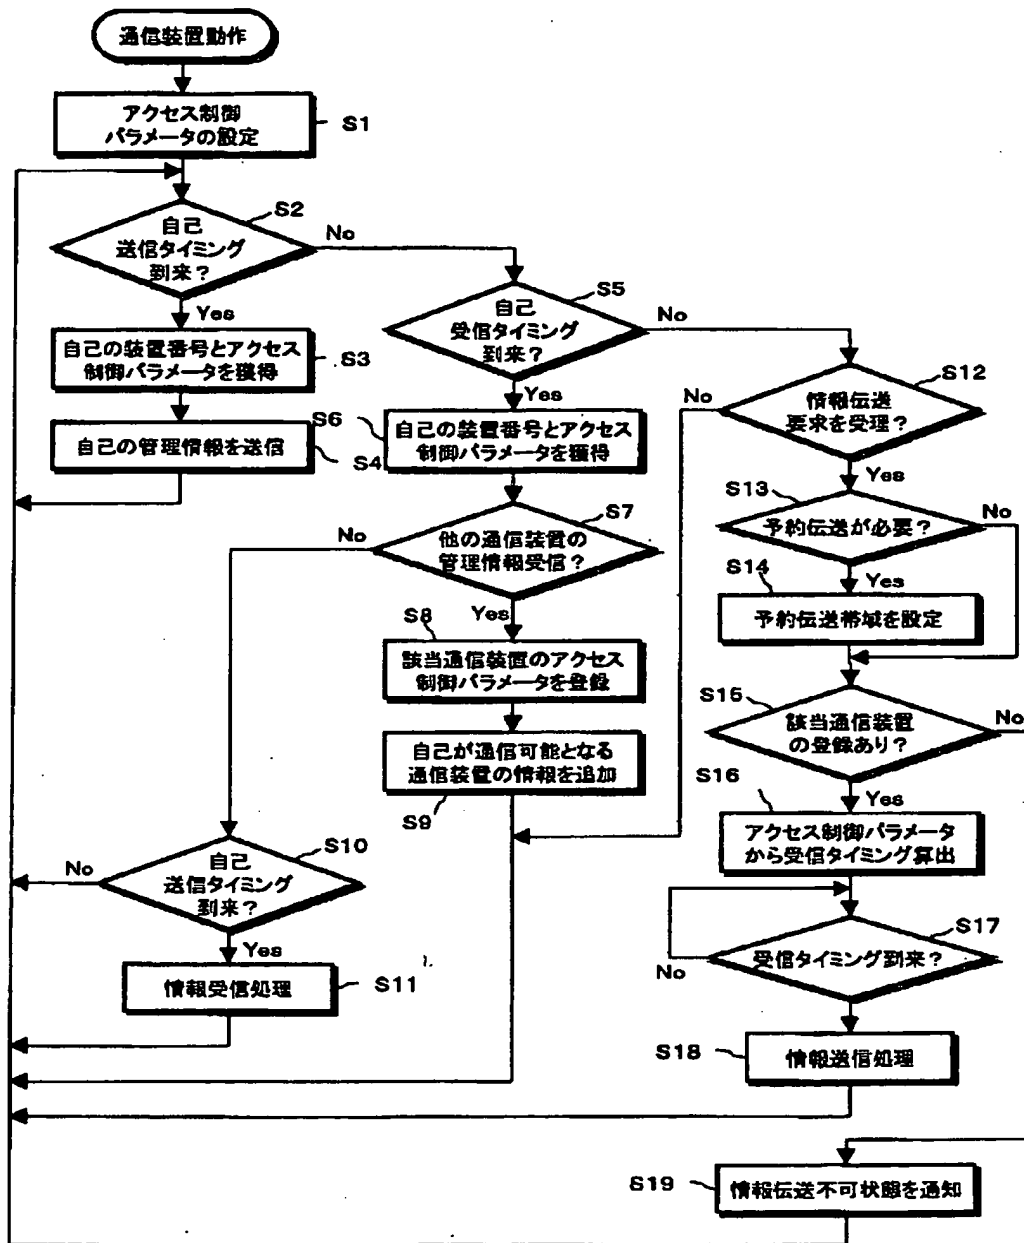 通信装置動作
アクセス制御
パラメータの設定
S1
自己
送信タイミング
到来?
S2
No
Yes
自己の装置番号とアクセス
制御パラメータを獲得
S3
自己の管理情報を送信
S4
自己
受信タイミング
到来?
S5
No
Yes
S6
自己の装置番号とアクセス
制御パラメータを獲得
他の通信装置の
管理情報受信?
S7
No
Yes
S8
該当通信装置のアクセス
制御パラメータを登録
自己が通信可能となる
通信装置の情報を追加
S9
自己
送信タイミング
到来?
S10
No
Yes
情報受信処理
S11
情報伝送
要求を受理?
S12
No
Yes
S13
予約伝送が必要?
No
Yes
S14
予約伝送帯域を設定
S15
該当通信装置
の登録あり?
No
Yes
S16
アクセス制御パラメータ
から受信タイミング算出
S17
受信タイミング到来?
No
S18
情報送信処理
S19
情報伝送不可状態を通知